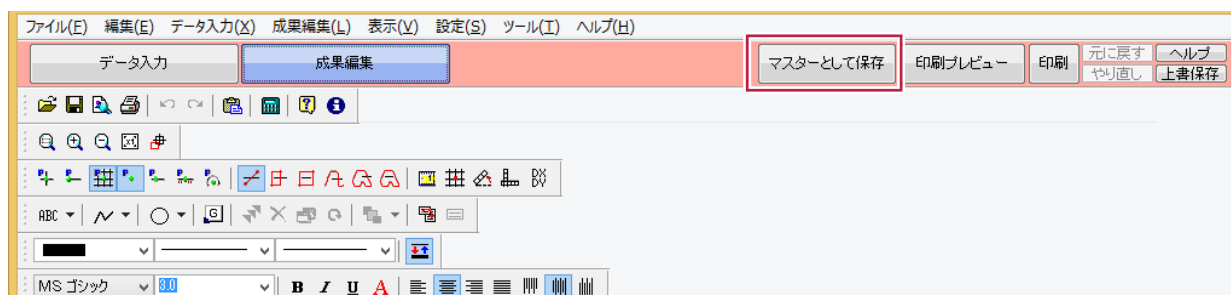 ファイル(F) 編集(E) データ入力(X) 成果編集(L) 表示(V) 設定(S) ツール(T) ヘルプ(H)
データ入力 成果編集 マスターとして保存 印刷プレビュー 印刷 元に戻す ヘルプ
やり直し 上書保存
ABC
MS ゴシック 3.0 B I U A